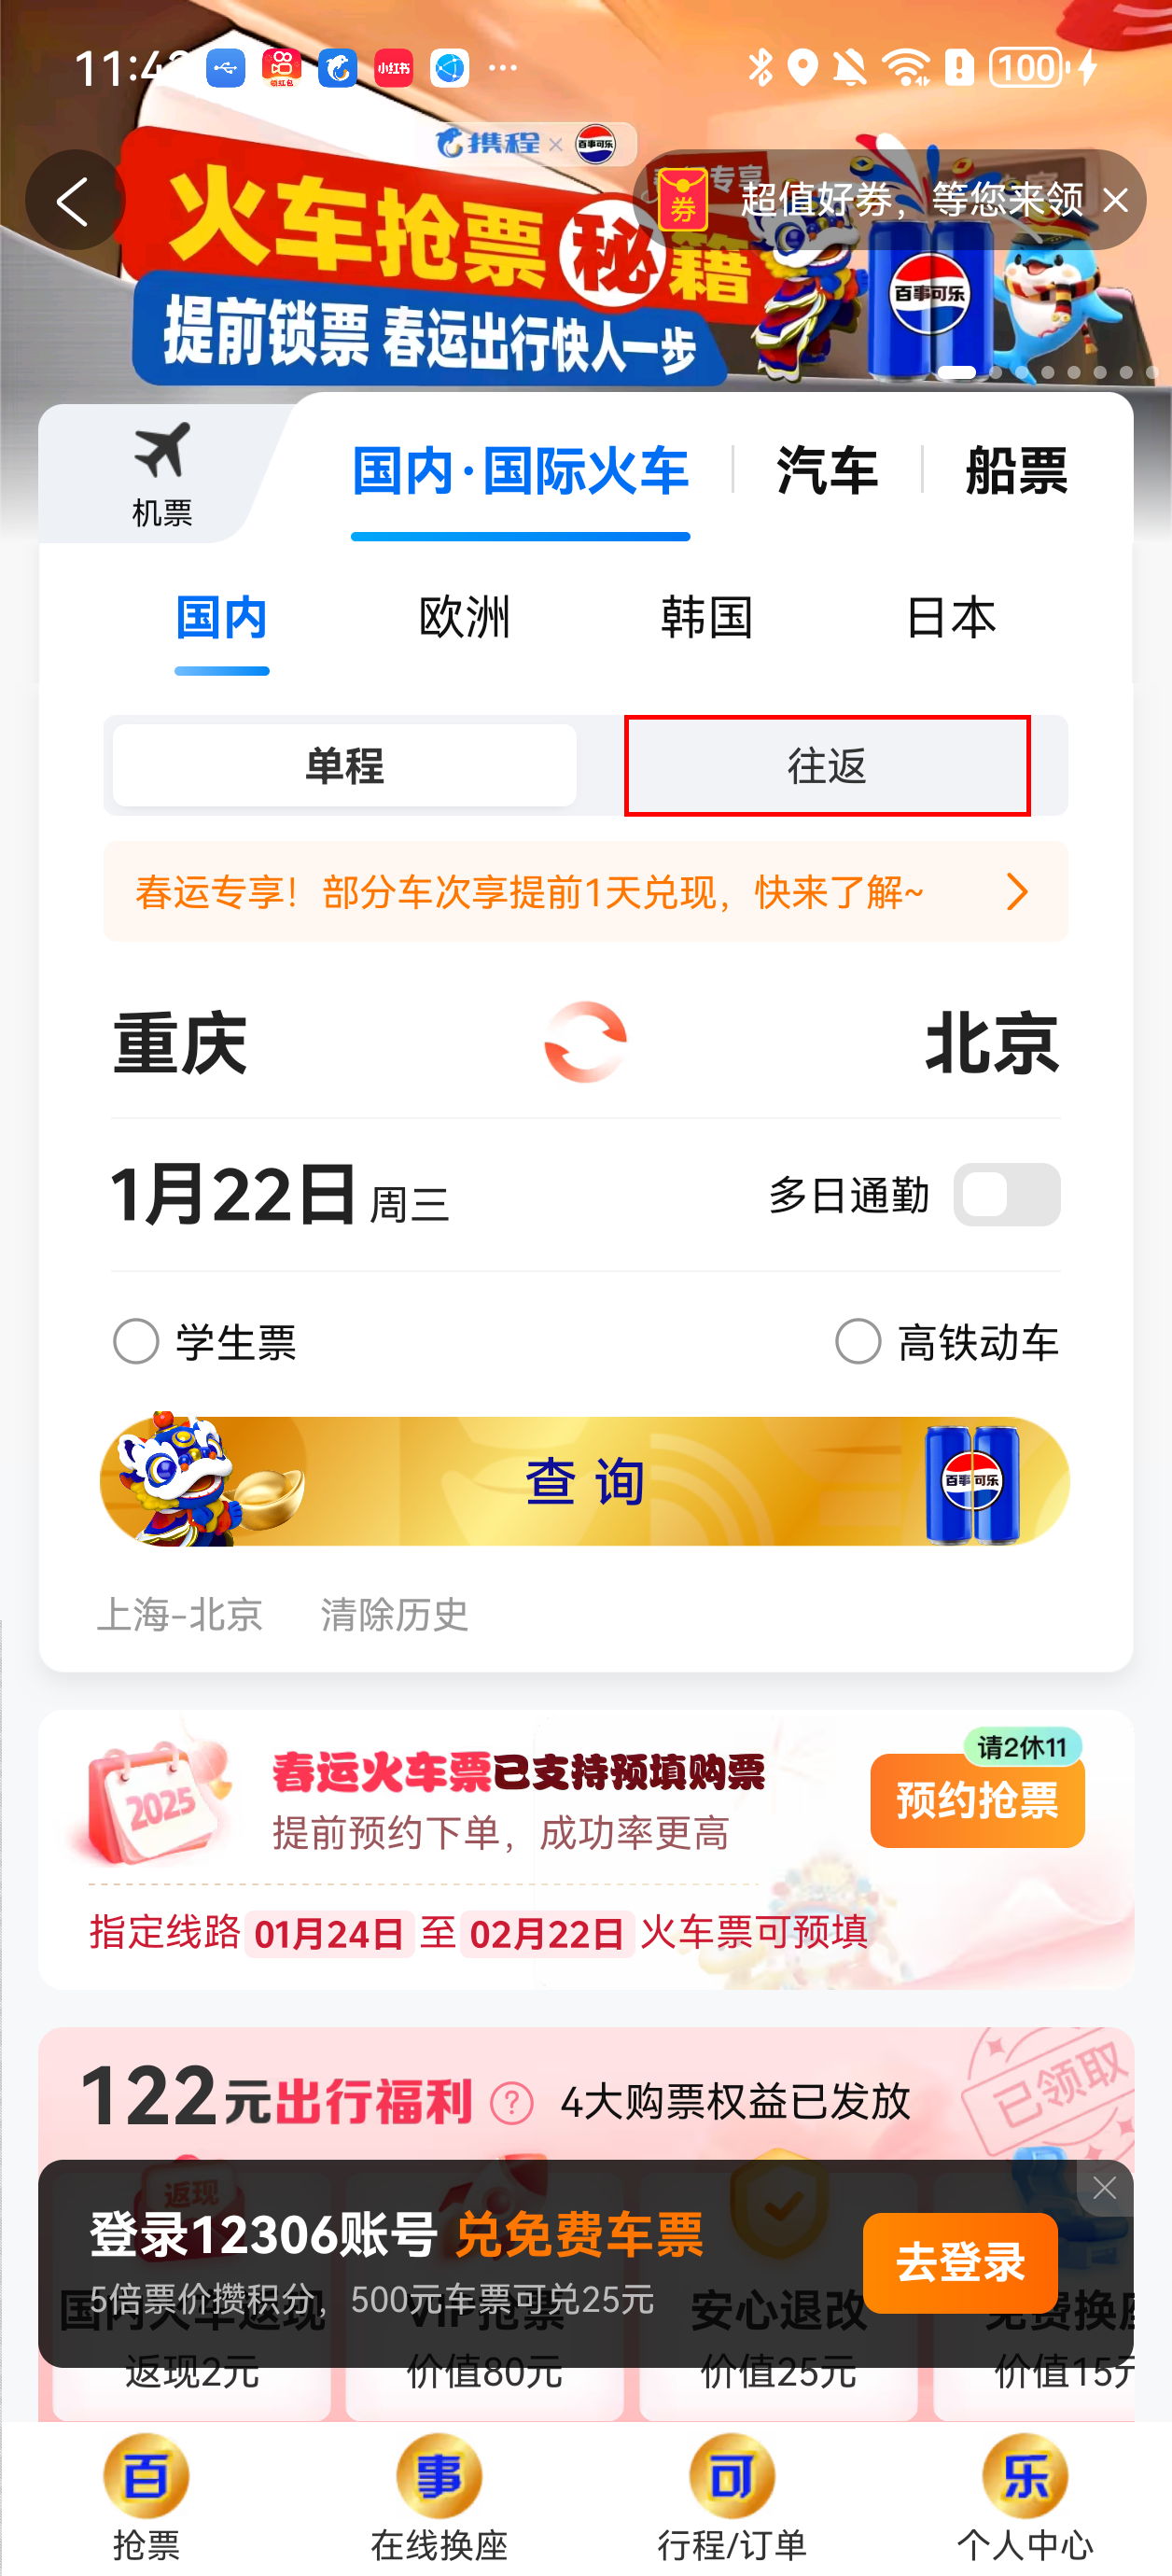 小红书
100
携程 × 百事可乐
火车抢票秘籍
超值好券，等您来领
券
提前锁票 春运出行快人一步
百事可乐
机票
国内·国际火车
汽车
船票
国内
欧洲
韩国
日本
单程
往返
春运专享！部分车次享提前1天兑现，快来了解~
重庆
北京
1月22日 周三
多日通勤
学生票
高铁动车
查 询
百事可乐
上海-北京
清除历史
请2休11
2025
春运火车票已支持预填购票
预约抢票
提前预约下单，成功率更高
指定线路 01月24日 至 02月22日 火车票可预填
122元出行福利 ? 4大购票权益已发放
已领取
返现
登录12306账号 兑免费车票
去登录
5倍票价攒积分，500元车票可兑25元
安心退改
返现2元
价值80元
价值25元
价值15元
百
事
可
乐
抢票
在线换座
行程/订单
个人中心